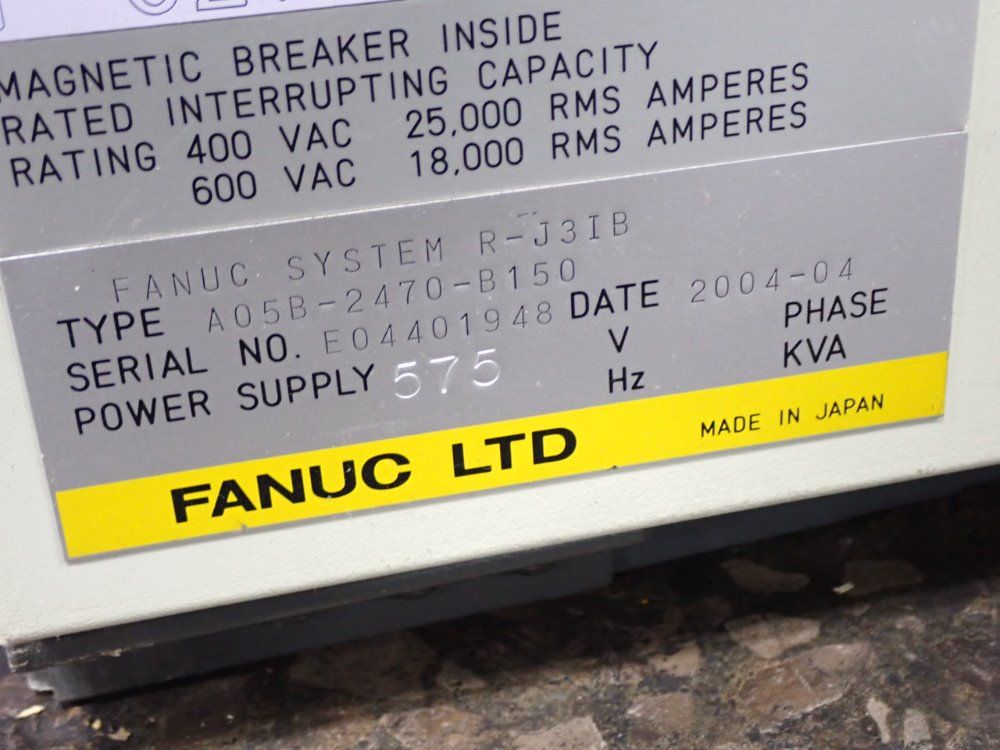 MAGNETIC BREAKER INSIDE
RATED INTERRUPTING CAPACITY
RATING 400 VAC 25,000 RMS AMPERES
600 VAC 18,000 RMS AMPERES
FANUC SYSTEM R-J3IB
TYPE A05B-2470-B150
SERIAL NO. E04401948 DATE 2004-04
POWER SUPPLY 575 V PHASE
Hz KVA
FANUC LTD MADE IN JAPAN